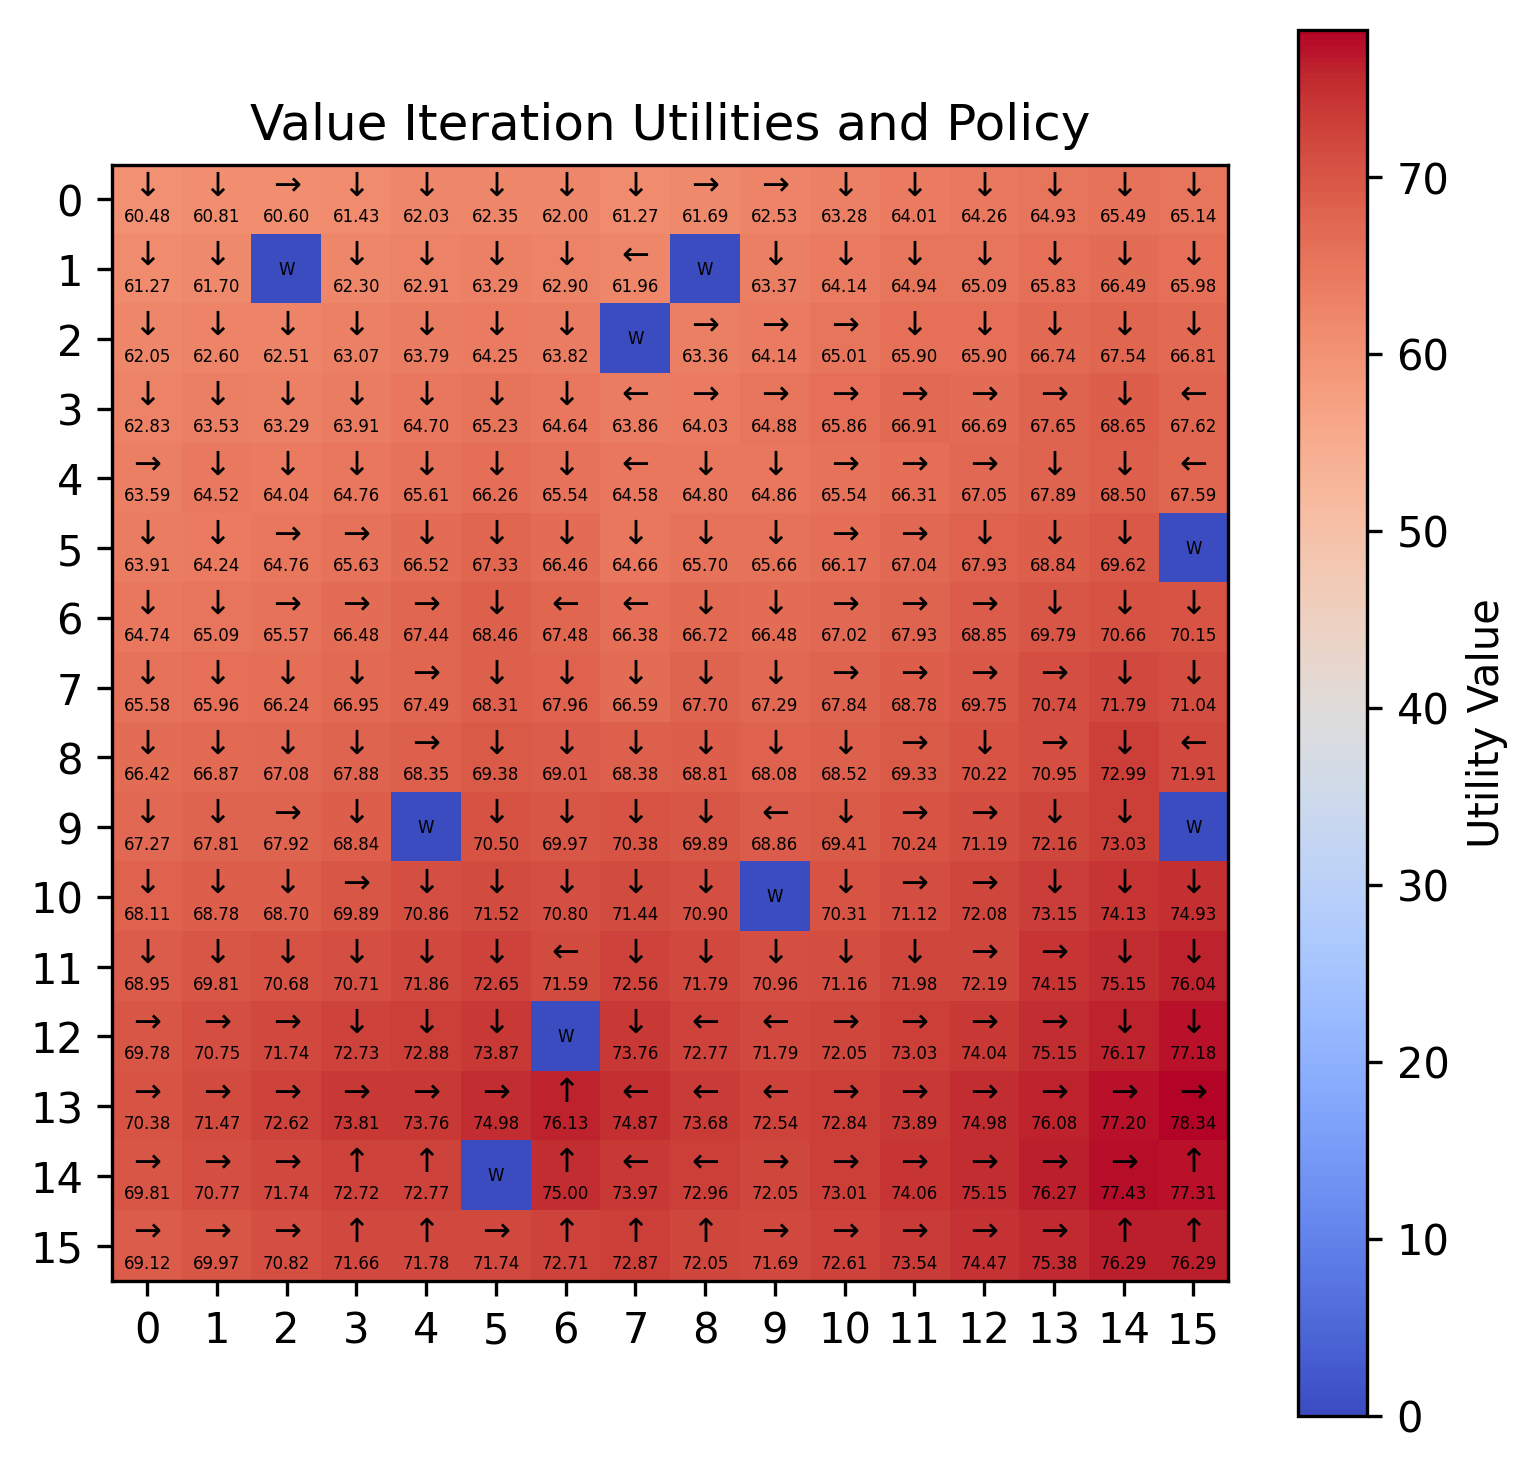 Value Iteration Utilities and Policy
0 ↓ ↓ → ↓ ↓ ↓ ↓ ↓ → → ↓ ↓ ↓ ↓ ↓ ↓
60.48 60.81 60.60 61.43 62.03 62.35 62.00 61.27 61.69 62.53 63.28 64.01 64.26 64.93 65.49 65.14
1 ↓ ↓ W ↓ ↓ ↓ ↓ ← W ↓ ↓ ↓ ↓ ↓ ↓ ↓
61.27 61.70 62.30 62.91 63.29 62.90 61.96 63.37 64.14 64.94 65.09 65.83 66.49 65.98
2 ↓ ↓ ↓ ↓ ↓ ↓ ↓ W → → → ↓ ↓ ↓ ↓ ↓
62.05 62.60 62.51 63.07 63.79 64.25 63.82 63.36 64.14 65.01 65.90 65.90 66.74 67.54 66.81
3 ↓ ↓ ↓ ↓ ↓ ↓ ↓ ← → → → → → → ↓ ←
62.83 63.53 63.29 63.91 64.70 65.23 64.64 63.86 64.03 64.88 65.86 66.91 66.69 67.65 68.65 67.62
4 → ↓ ↓ ↓ ↓ ↓ ↓ ← ↓ ↓ → → → ↓ ↓ ←
63.59 64.52 64.04 64.76 65.61 66.26 65.54 64.58 64.80 64.86 65.54 66.31 67.05 67.89 68.50 67.59
5 ↓ ↓ → → ↓ ↓ ↓ ↓ ↓ ↓ → → ↓ ↓ ↓ W
63.91 64.24 64.76 65.63 66.52 67.33 66.46 64.66 65.70 65.66 66.17 67.04 67.93 68.84 69.62
6 ↓ ↓ → → → ↓ ← ← ↓ ↓ → → → ↓ ↓ ↓
64.74 65.09 65.57 66.48 67.44 68.46 67.48 66.38 66.72 66.48 67.02 67.93 68.85 69.79 70.66 70.15
7 ↓ ↓ ↓ ↓ → ↓ ↓ ↓ ↓ ↓ → → → → ↓ ↓
65.58 65.96 66.24 66.95 67.49 68.31 67.96 66.59 67.70 67.29 67.84 68.78 69.75 70.74 71.79 71.04
8 ↓ ↓ ↓ ↓ → ↓ ↓ ↓ ↓ ↓ ↓ → ↓ → ↓ ←
66.42 66.87 67.08 67.88 68.35 69.38 69.01 68.38 68.81 68.08 68.52 69.33 70.22 70.95 72.99 71.91
9 ↓ ↓ → ↓ W ↓ ↓ ↓ ↓ ← ↓ → → ↓ ↓ W
67.27 67.81 67.92 68.84 70.50 69.97 70.38 69.89 68.86 69.41 70.24 71.19 72.16 73.03
10 ↓ ↓ ↓ → ↓ ↓ ↓ ↓ ↓ W ↓ → → ↓ ↓ ↓
68.11 68.78 68.70 69.89 70.86 71.52 70.80 71.44 70.90 70.31 71.12 72.08 73.15 74.13 74.93
11 ↓ ↓ ↓ ↓ ↓ ↓ ← ↓ ↓ ↓ ↓ ↓ → → ↓ ↓
68.95 69.81 70.68 70.71 71.86 72.65 71.59 72.56 71.79 70.96 71.16 71.98 72.19 74.15 75.15 76.04
12 → → → ↓ ↓ ↓ W ↓ ← ← → → → → ↓ ↓
69.78 70.75 71.74 72.73 72.88 73.87 73.76 72.77 71.79 72.05 73.03 74.04 75.15 76.17 77.18
13 → → → → → → ↑ ← ← ← → → → → → →
70.38 71.47 72.62 73.81 73.76 74.98 76.13 74.87 73.68 72.54 72.84 73.89 74.98 76.08 77.20 78.34
14 → → → ↑ ↑ W ↑ ← ← → → → → → → ↑
69.81 70.77 71.74 72.72 72.77 75.00 73.97 72.96 72.05 73.01 74.06 75.15 76.27 77.43 77.31
15 → → → ↑ ↑ → ↑ ↑ ↑ → → → → → ↑ ↑
69.12 69.97 70.82 71.66 71.78 71.74 72.71 72.87 72.05 71.69 72.61 73.54 74.47 75.38 76.29 76.29
0 1 2 3 4 5 6 7 8 9 10 11 12 13 14 15
70
60
50
40
30
20
10
0
Utility Value